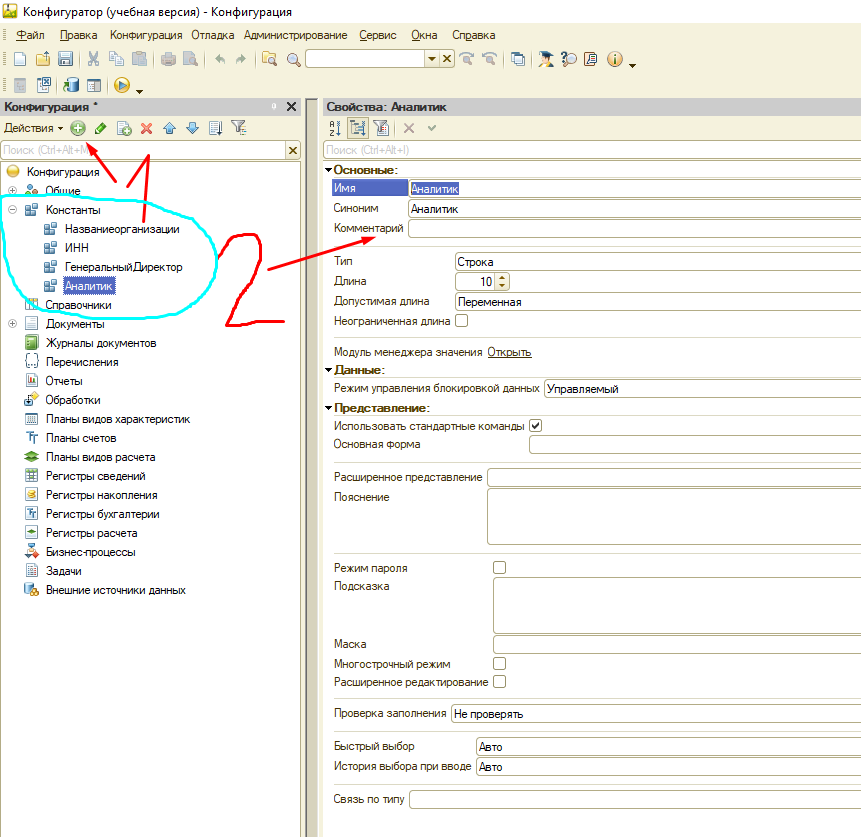 Конфигуратор (учебная версия) - Конфигурация
Файл Правка Конфигурация Отладка Администрирование Сервис Окна Справка
Конфигурация *
Действия
Поиск (Ctrl+Alt+M
Конфигурация
Общие
Константы
Названиеорганизации
ИНН
ГенеральныйДиректор
Аналитик
Справочники
Документы
Журналы документов
Перечисления
Отчеты
Обработки
Планы видов характеристик
Планы счетов
Планы видов расчета
Регистры сведений
Регистры накопления
Регистры бухгалтерии
Регистры расчета
Бизнес-процессы
Задачи
Внешние источники данных
1
2
Свойства: Аналитик
Поиск (Ctrl+Alt+I)
Основные:
Имя Аналитик
Синоним Аналитик
Комментарий
Тип Строка
Длина 10
Допустимая длина Переменная
Неограниченная длина
Модуль менеджера значения Открыть
Данные:
Режим управления блокировкой данных Управляемый
Представление:
Использовать стандартные команды
Основная форма
Расширенное представление
Пояснение
Режим пароля
Подсказка
Маска
Многострочный режим
Расширенное редактирование
Проверка заполнения Не проверять
Быстрый выбор Авто
История выбора при вводе Авто
Связь по типу